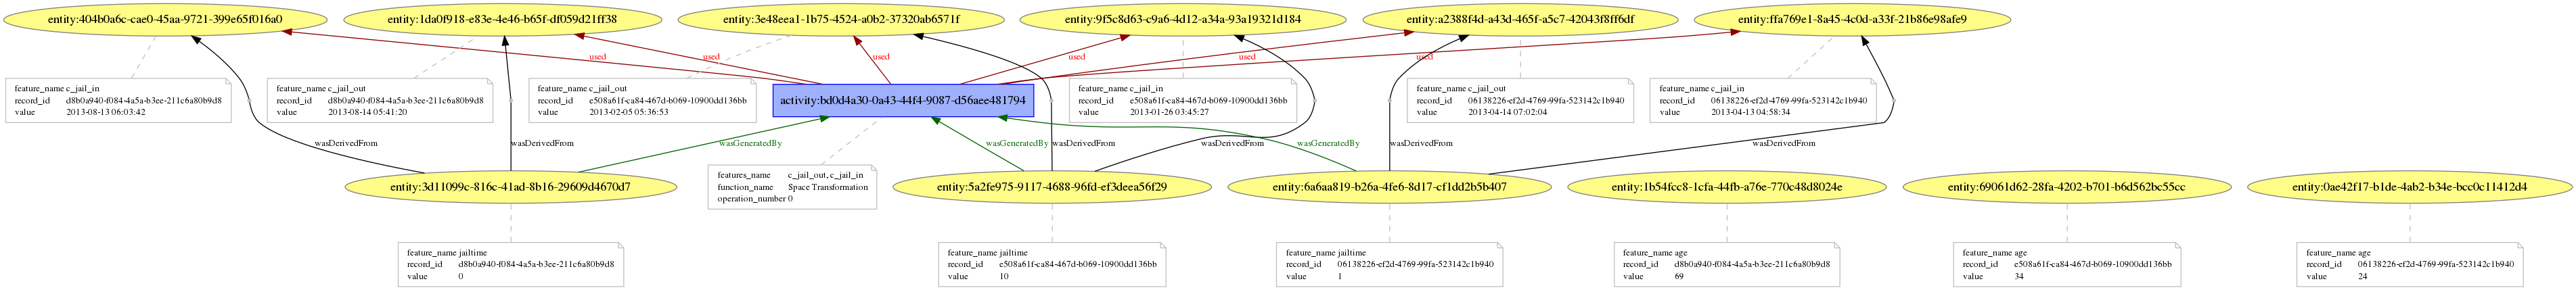 entity:404b0a6c-cae0-45aa-9721-399e65f016a0
entity:1da0f918-e83e-4e46-b65f-df059d21ff38
entity:3e48eea1-1b75-4524-a0b2-37320ab6571f
entity:9f5c8d63-c9a6-4d12-a34a-93a19321d184
entity:a2388f4d-a43d-465f-a5c7-42043f8ff6df
entity:ffa769e1-8a45-4c0d-a33f-21b86e98afe9
used
used
used
used
used
used
feature_name c_jail_in
record_id d8b0a940-f084-4a5a-b3ee-211c6a80b9d8
value 2013-08-13 06:03:42
feature_name c_jail_out
record_id d8b0a940-f084-4a5a-b3ee-211c6a80b9d8
value 2013-08-14 05:41:20
feature_name c_jail_out
record_id e508a61f-ca84-467d-b069-10900dd136bb
value 2013-02-05 05:36:53
activity:bd0d4a30-0a43-44f4-9087-d56aee481794
feature_name c_jail_in
record_id e508a61f-ca84-467d-b069-10900dd136bb
value 2013-01-26 03:45:27
feature_name c_jail_out
record_id 06138226-ef2d-4769-99fa-523142c1b940
value 2013-04-14 07:02:04
feature_name c_jail_in
record_id 06138226-ef2d-4769-99fa-523142c1b940
value 2013-04-13 04:58:34
wasDerivedFrom
wasDerivedFrom
wasGeneratedBy
wasGeneratedBy
wasDerivedFrom
wasDerivedFrom
wasGeneratedBy
wasDerivedFrom
wasDerivedFrom
entity:3d11099c-816c-41ad-8b16-29609d4670d7
features_name c_jail_out, c_jail_in
function_name Space Transformation
operation_number 0
entity:5a2fe975-9117-4688-96fd-ef3deea56f29
entity:6a6aa819-b26a-4fe6-8d17-cf1dd2b5b407
entity:1b54fcc8-1cfa-44fb-a76e-770c48d8024e
entity:69061d62-28fa-4202-b701-b6d562bc55cc
entity:0ae42f17-b1de-4ab2-b34e-bcc0c11412d4
feature_name jailtime
record_id d8b0a940-f084-4a5a-b3ee-211c6a80b9d8
value 0
feature_name jailtime
record_id e508a61f-ca84-467d-b069-10900dd136bb
value 10
feature_name jailtime
record_id 06138226-ef2d-4769-99fa-523142c1b940
value 1
feature_name age
record_id d8b0a940-f084-4a5a-b3ee-211c6a80b9d8
value 69
feature_name age
record_id e508a61f-ca84-467d-b069-10900dd136bb
value 34
feature_name age
record_id 06138226-ef2d-4769-99fa-523142c1b940
value 24